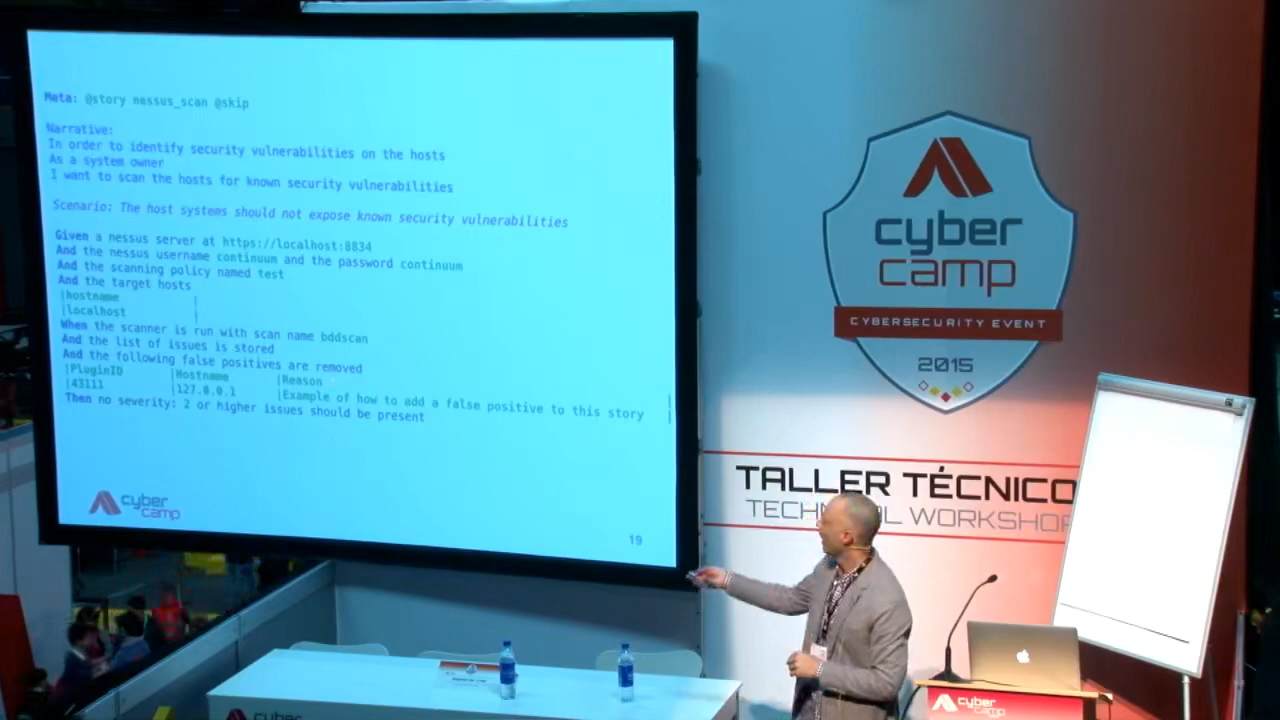 Meta: @story nessus_scan @skip
Narrative:
In order to identify security vulnerabilities on the hosts
As a system owner
I want to scan the hosts for known security vulnerabilities
Scenario: The host systems should not expose known security vulnerabilities
Given a nessus server at https://localhost:8834
And the nessus username continuum and the password continuum
And the scanning policy named test
And the target hosts
|hostname |
|localhost |
When the scanner is run with scan name bddscan
And the list of issues is stored
And the following false positives are removed
|PluginID |Hostname |Reason
|43111 |127.0.0.1 |Example of how to add a false positive to this story |
Then no severity: 2 or higher issues should be present
cyber
camp
19
cyber
camp
CYBERSECURITY EVENT
2015
TALLER TÉCNICO
TECHNICAL WORKSHOP
cyber
cyber
camp